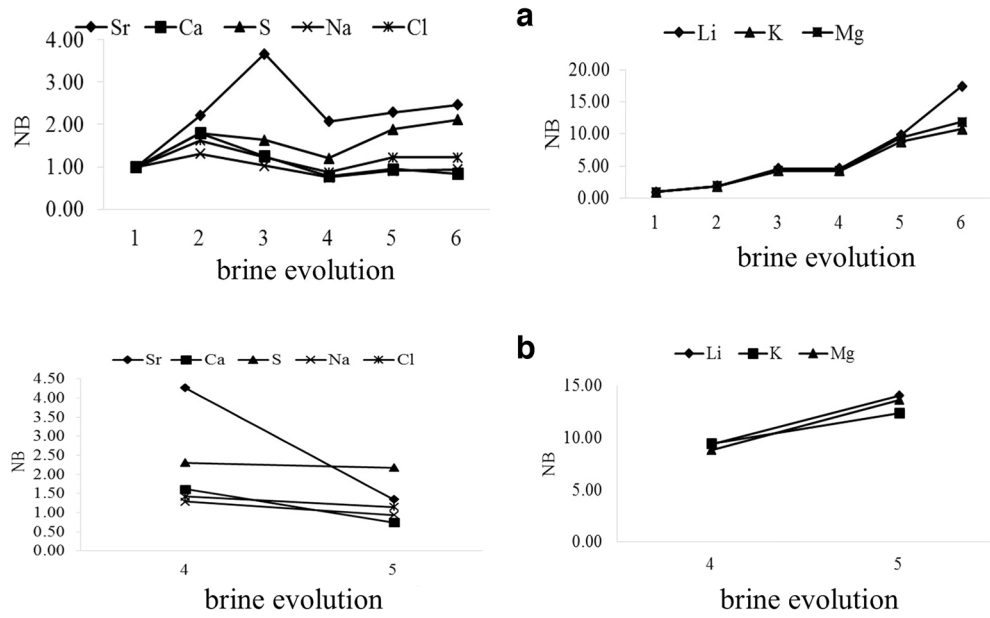 Sr Ca S Na Cl
4.00
3.00
2.00
1.00
0.00
NB
1 2 3 4 5 6
brine evolution
a
Li K Mg
20.00
15.00
10.00
5.00
0.00
NB
1 2 3 4 5 6
brine evolution
Sr Ca S Na Cl
4.50
4.00
3.50
3.00
2.50
2.00
1.50
1.00
0.50
0.00
NB
4 5
brine evolution
b
Li K Mg
15.00
10.00
5.00
0.00
NB
4 5
brine evolution